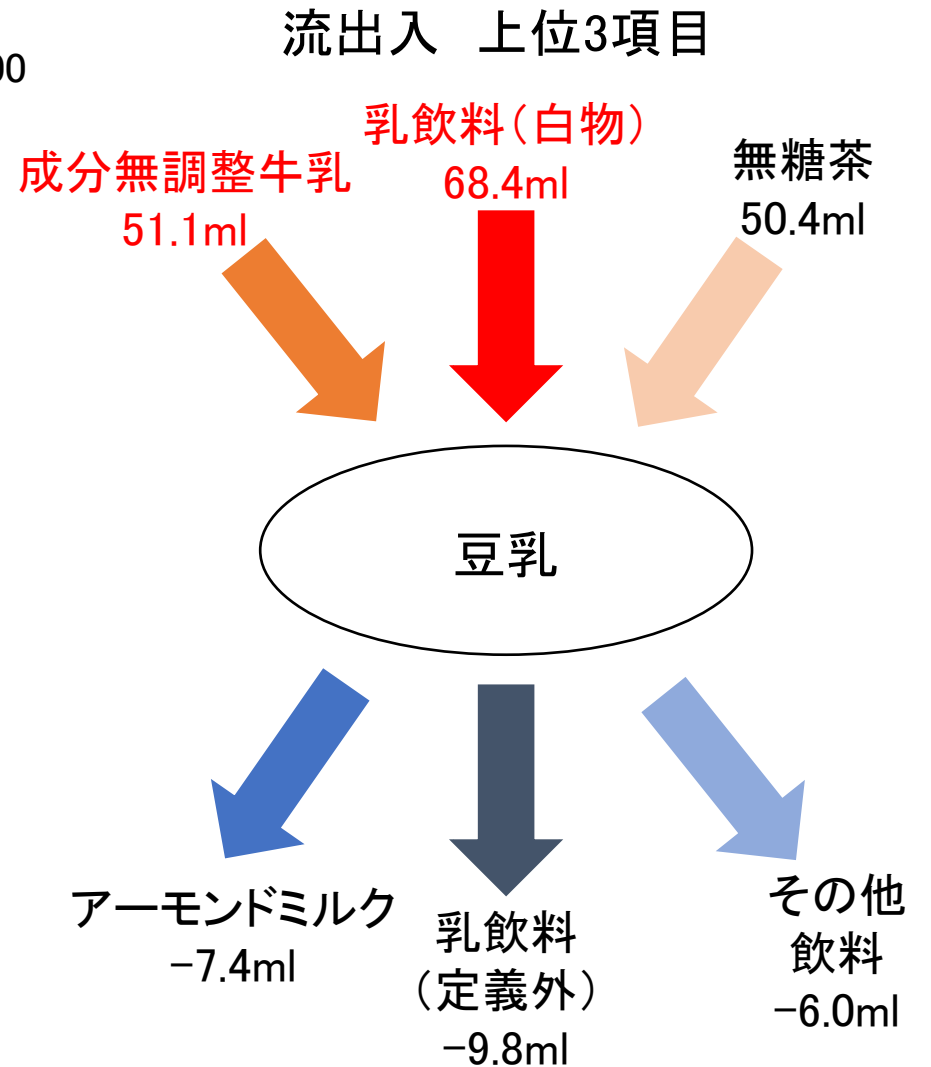 流出入　上位3項目
00
乳飲料（白物）
68.4ml
成分無調整牛乳
51.1ml
無糖茶
50.4ml
豆乳
アーモンドミルク
−7.4ml
乳飲料
（定義外）
−9.8ml
その他
飲料
−6.0ml